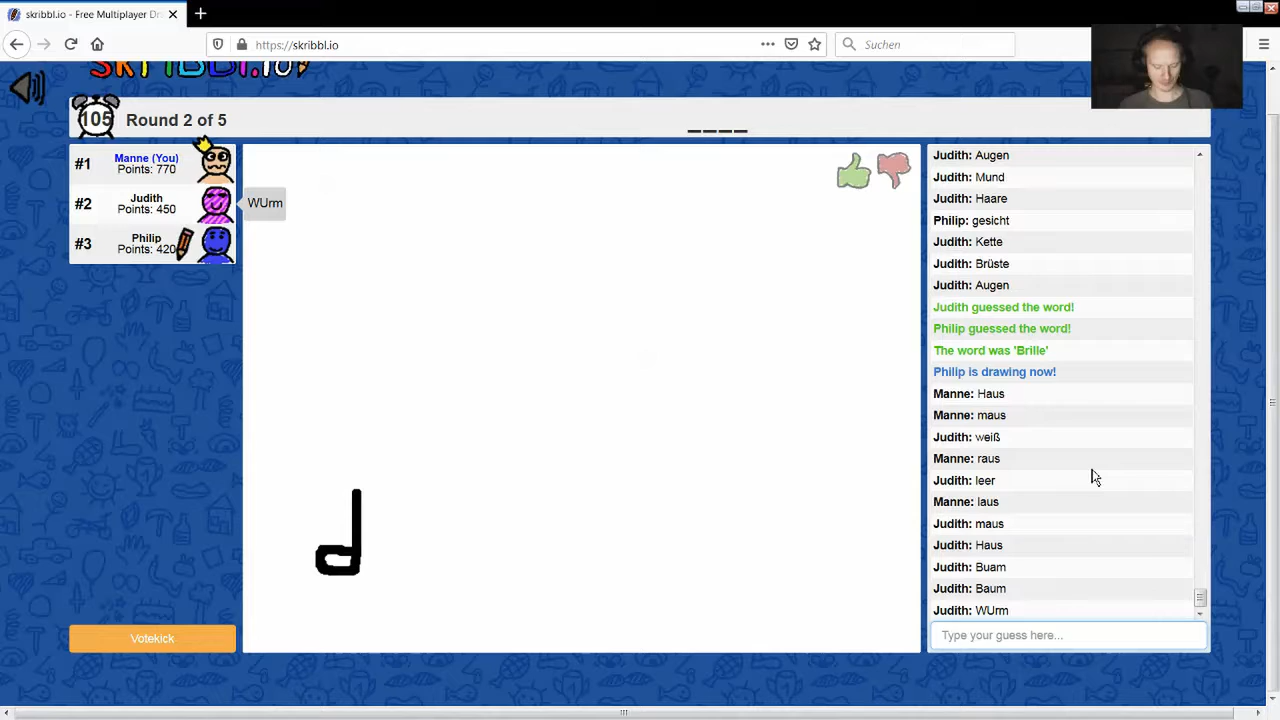 skribbl.io - Free Multiplayer Dr
https://skribbl.io
Suchen
skribbl.io
105
Round 2 of 5
____
#1
Manne (You)
Points: 770
#2
Judith
Points: 450
#3
Philip
Points: 420
WUrm
Votekick
Judith: Augen
Judith: Mund
Judith: Haare
Philip: gesicht
Judith: Kette
Judith: Brüste
Judith: Augen
Judith guessed the word!
Philip guessed the word!
The word was 'Brille'
Philip is drawing now!
Manne: Haus
Manne: maus
Judith: weiß
Manne: raus
Judith: leer
Manne: laus
Judith: maus
Judith: Haus
Judith: Buam
Judith: Baum
Judith: WUrm
Type your guess here...